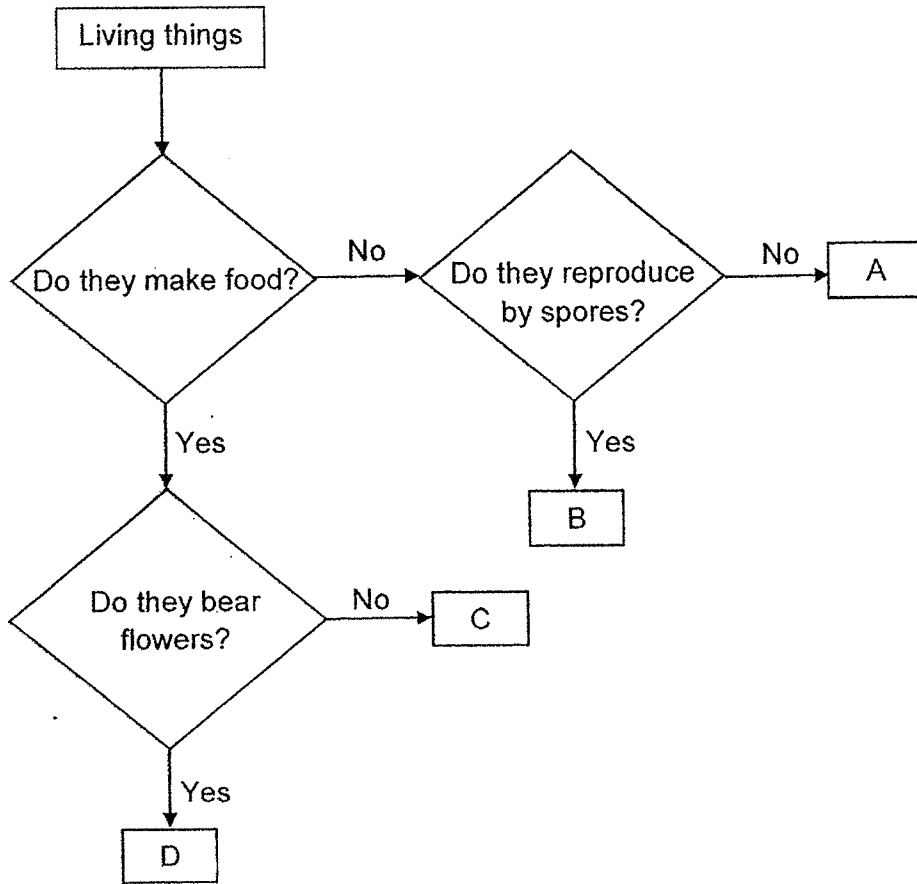 Living things
Do they make food?
No
Do they reproduce
by spores?
No
A
Yes
Yes
B
Do they bear
flowers?
No
C
Yes
D